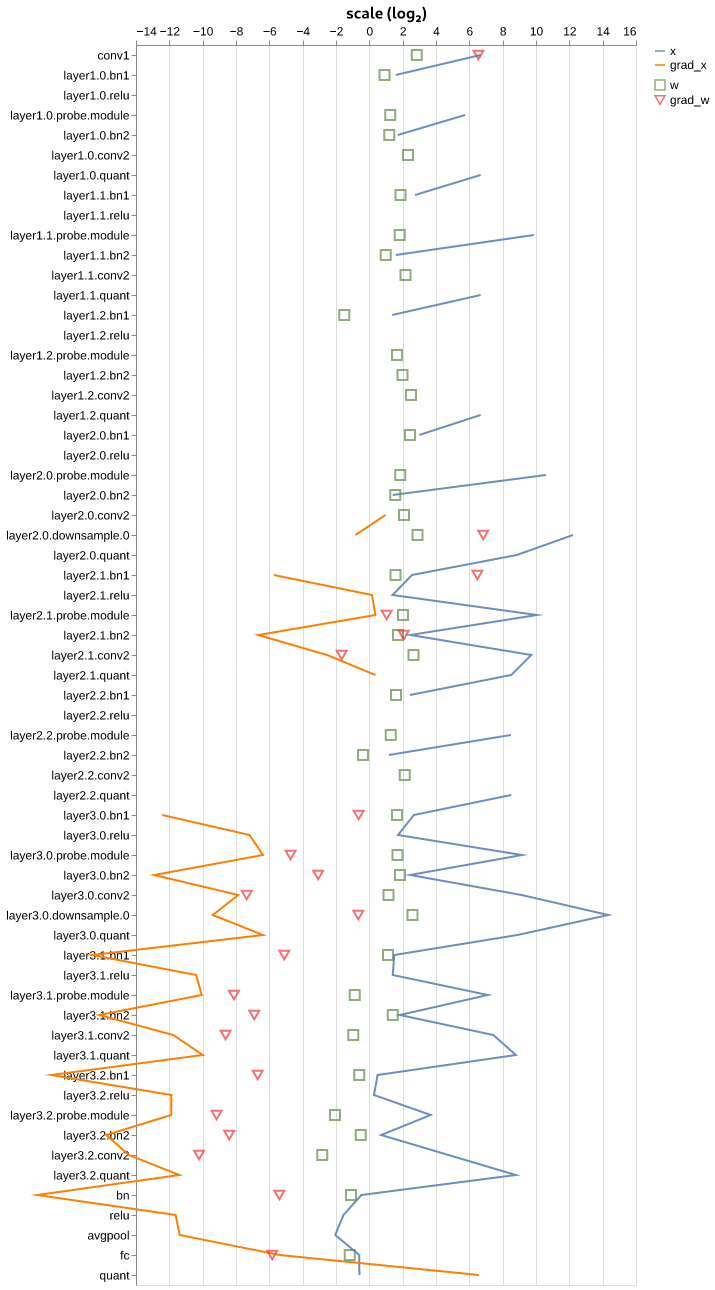 scale (log₂)
−14 −12 −10 −8 −6 −4 −2 0 2 4 6 8 10 12 14 16
x
grad_x
w
grad_w
conv1
layer1.0.bn1
layer1.0.relu
layer1.0.probe.module
layer1.0.bn2
layer1.0.conv2
layer1.0.quant
layer1.1.bn1
layer1.1.relu
layer1.1.probe.module
layer1.1.bn2
layer1.1.conv2
layer1.1.quant
layer1.2.bn1
layer1.2.relu
layer1.2.probe.module
layer1.2.bn2
layer1.2.conv2
layer1.2.quant
layer2.0.bn1
layer2.0.relu
layer2.0.probe.module
layer2.0.bn2
layer2.0.conv2
layer2.0.downsample.0
layer2.0.quant
layer2.1.bn1
layer2.1.relu
layer2.1.probe.module
layer2.1.bn2
layer2.1.conv2
layer2.1.quant
layer2.2.bn1
layer2.2.relu
layer2.2.probe.module
layer2.2.bn2
layer2.2.conv2
layer2.2.quant
layer3.0.bn1
layer3.0.relu
layer3.0.probe.module
layer3.0.bn2
layer3.0.conv2
layer3.0.downsample.0
layer3.0.quant
layer3.1.bn1
layer3.1.relu
layer3.1.probe.module
layer3.1.bn2
layer3.1.conv2
layer3.1.quant
layer3.2.bn1
layer3.2.relu
layer3.2.probe.module
layer3.2.bn2
layer3.2.conv2
layer3.2.quant
bn
relu
avgpool
fc
quant